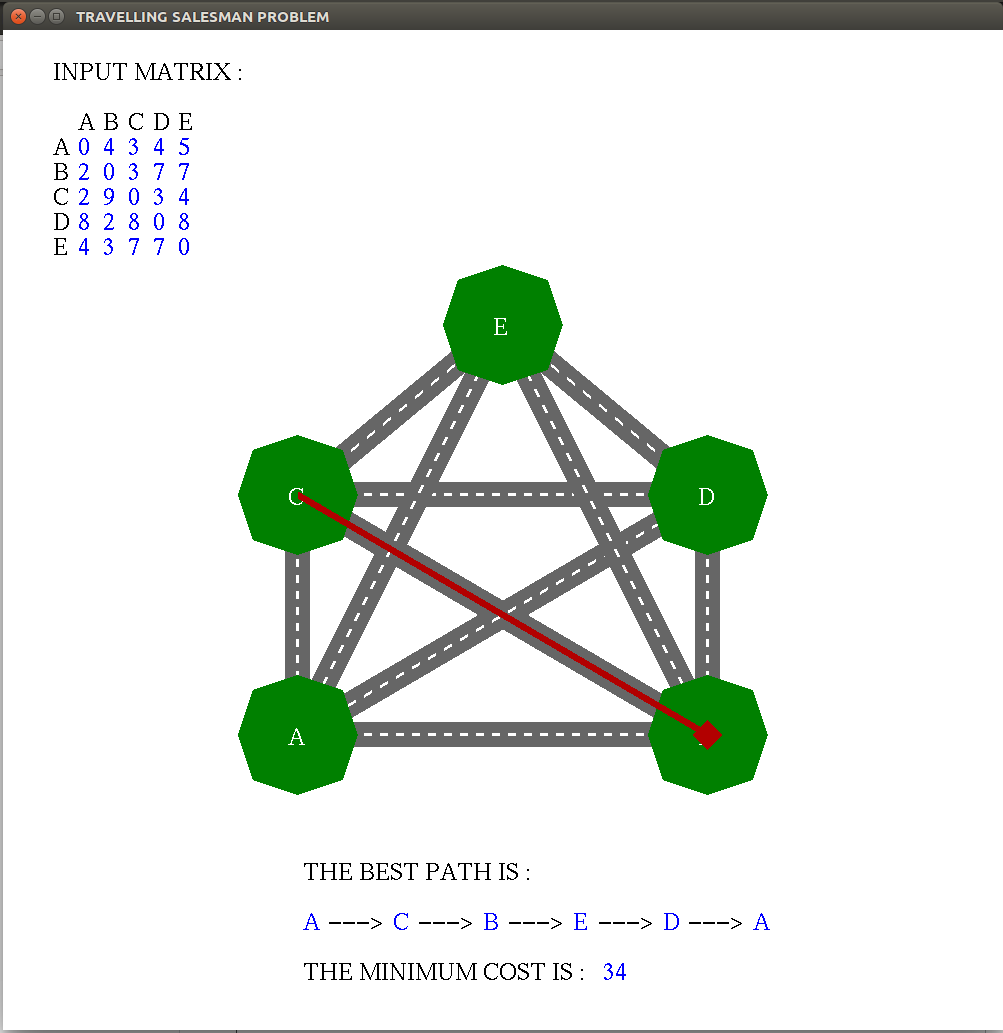 TRAVELLING SALESMAN PROBLEM
INPUT MATRIX :
A B C D E
A 0 4 3 4 5
B 2 0 3 7 7
C 2 9 0 3 4
D 8 2 8 0 8
E 4 3 7 7 0
E
C
D
A
THE BEST PATH IS :
A ---> C ---> B ---> E ---> D ---> A
THE MINIMUM COST IS : 34